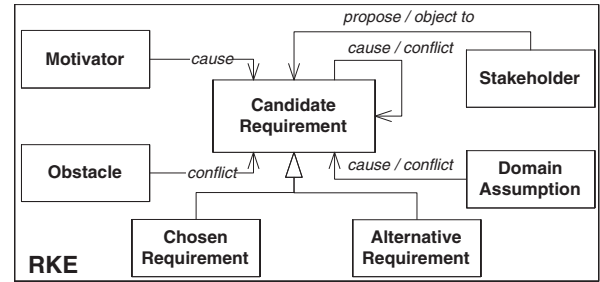 propose / object to
Motivator
cause
cause / conflict
Stakeholder
Candidate
Requirement
Obstacle
conflict
cause / conflict
Domain
Assumption
Chosen
Requirement
Alternative
Requirement
RKE